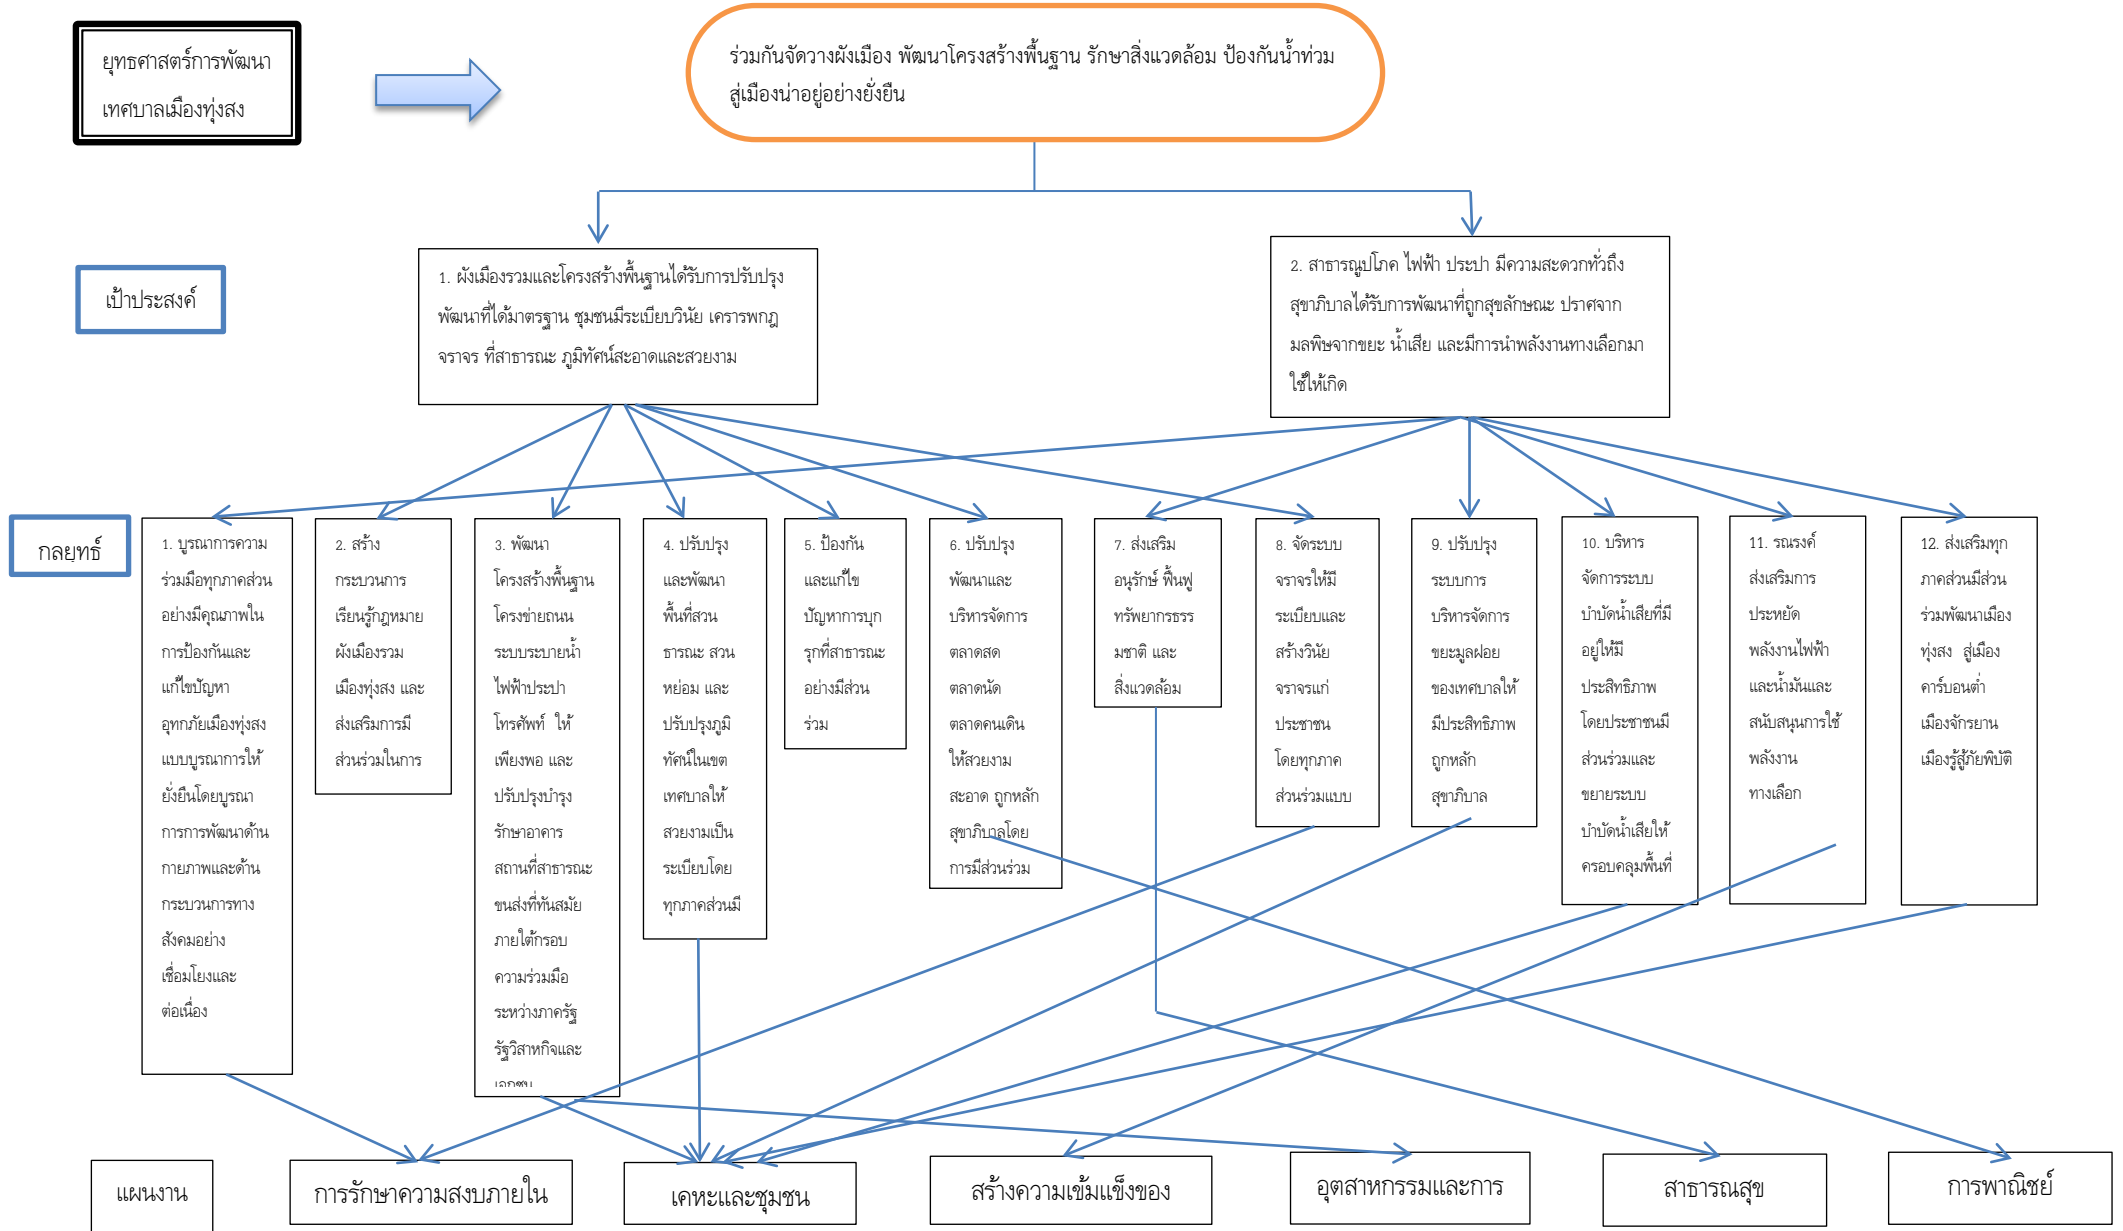 ยุทธศาสตร์การพัฒนา
เทศบาลเมืองทุ่งสง
ร่วมกันจัดวางผังเมือง พัฒนาโครงสร้างพื้นฐาน รักษาสิ่งแวดล้อม ป้องกันน้ำท่วม
สู่เมืองน่าอยู่อย่างยั่งยืน
เป้าประสงค์
1. ผังเมืองรวมและโครงสร้างพื้นฐานได้รับการปรับปรุง
พัฒนาที่ได้มาตรฐาน ชุมชนมีระเบียบวินัย เคารพกฎ
จราจร ที่สาธารณะ ภูมิทัศน์สะอาดและสวยงาม
2. สาธารณูปโภค ไฟฟ้า ประปา มีความสะดวกทั่วถึง
สุขาภิบาลได้รับการพัฒนาที่ถูกสุขลักษณะ ปราศจาก
มลพิษจากขยะ น้ำเสีย และมีการนำพลังงานทางเลือกมา
ใช้ให้เกิด
กลยุทธ์
1. บูรณาการความ
ร่วมมือทุกภาคส่วน
อย่างมีคุณภาพใน
การป้องกันและ
แก้ไขปัญหา
อุทกภัยเมืองทุ่งสง
แบบบูรณาการให้
ยั่งยืนโดยบูรณา
การการพัฒนาด้าน
กายภาพและด้าน
กระบวนการทาง
สังคมอย่าง
เชื่อมโยงและ
ต่อเนื่อง
2. สร้าง
กระบวนการ
เรียนรู้กฎหมาย
ผังเมืองรวม
เมืองทุ่งสง และ
ส่งเสริมการมี
ส่วนร่วมในการ
3. พัฒนา
โครงสร้างพื้นฐาน
โครงข่ายถนน
ระบบระบายน้ำ
ไฟฟ้าประปา
โทรศัพท์ ให้
เพียงพอ และ
ปรับปรุงบำรุง
รักษาอาคาร
สถานที่สาธารณะ
ขนส่งที่ทันสมัย
ภายใต้กรอบ
ความร่วมมือ
ระหว่างภาครัฐ
รัฐวิสาหกิจและ
เอกชน
4. ปรับปรุง
และพัฒนา
พื้นที่สวน
ธารณะ สวน
หย่อม และ
ปรับปรุงภูมิ
ทัศน์ในเขต
เทศบาลให้
สวยงามเป็น
ระเบียบโดย
ทุกภาคส่วนมี
5. ป้องกัน
และแก้ไข
ปัญหาการบุก
รุกที่สาธารณะ
อย่างมีส่วน
ร่วม
6. ปรับปรุง
พัฒนาและ
บริหารจัดการ
ตลาดสด
ตลาดนัด
ตลาดคนเดิน
ให้สวยงาม
สะอาด ถูกหลัก
สุขาภิบาลโดย
การมีส่วนร่วม
7. ส่งเสริม
อนุรักษ์ ฟื้นฟู
ทรัพยากรธรร
มชาติ และ
สิ่งแวดล้อม
8. จัดระบบ
จราจรให้มี
ระเบียบและ
สร้างวินัย
จราจรแก่
ประชาชน
โดยทุกภาค
ส่วนร่วมแบบ
9. ปรับปรุง
ระบบการ
บริหารจัดการ
ขยะมูลฝอย
ของเทศบาลให้
มีประสิทธิภาพ
ถูกหลัก
สุขาภิบาล
10. บริหาร
จัดการระบบ
บำบัดน้ำเสียที่มี
อยู่ให้มี
ประสิทธิภาพ
โดยประชาชนมี
ส่วนร่วมและ
ขยายระบบ
บำบัดน้ำเสียให้
ครอบคลุมพื้นที่
11. รณรงค์
ส่งเสริมการ
ประหยัด
พลังงานไฟฟ้า
และน้ำมันและ
สนับสนุนการใช้
พลังงาน
ทางเลือก
12. ส่งเสริมทุก
ภาคส่วนมีส่วน
ร่วมพัฒนาเมือง
ทุ่งสง สู่เมือง
คาร์บอนต่ำ
เมืองจักรยาน
เมืองรู้สู้ภัยพิบัติ
แผนงาน
การรักษาความสงบภายใน
เคหะและชุมชน
สร้างความเข้มแข็งของ
อุตสาหกรรมและการ
สาธารณสุข
การพาณิชย์